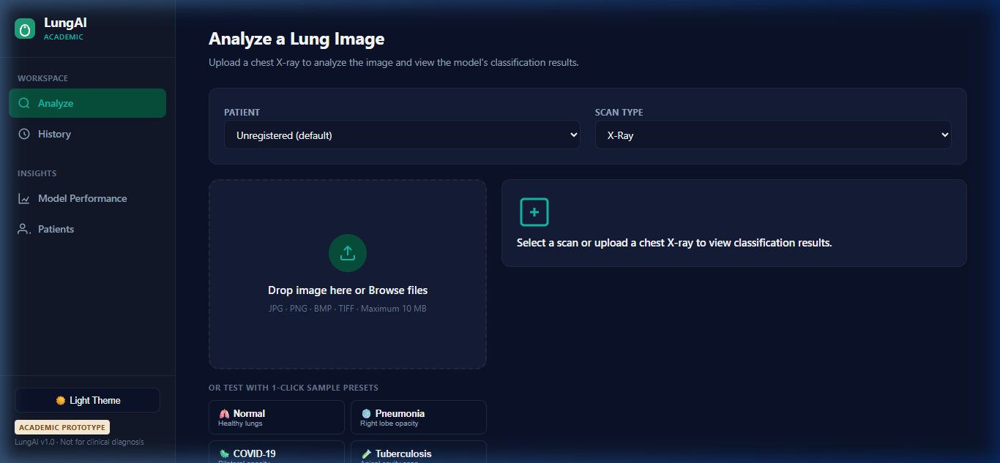 LungAI
ACADEMIC
WORKSPACE
Analyze
History
INSIGHTS
Model Performance
Patients
Light Theme
ACADEMIC PROTOTYPE
LungAI v1.0 · Not for clinical diagnosis
Analyze a Lung Image
Upload a chest X-ray to analyze the image and view the model's classification results.
PATIENT
Unregistered (default)
SCAN TYPE
X-Ray
Drop image here or Browse files
JPG · PNG · BMP · TIFF · Maximum 10 MB
Select a scan or upload a chest X-ray to view classification results.
OR TEST WITH 1-CLICK SAMPLE PRESETS
Normal
Healthy lungs
Pneumonia
Right lobe opacity
COVID-19
Tuberculosis